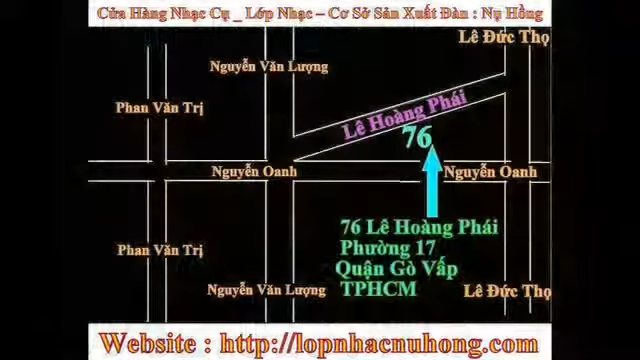 Cửa Hàng Nhạc Cụ _ Lớp Nhạc – Cơ Sở Sản Xuất Đàn : Nụ Hồng
Lê Đức Thọ
Nguyễn Văn Lượng
Phan Văn Trị
Lê Hoàng Phái
76
Nguyễn Oanh
Nguyễn Oanh
76 Lê Hoàng Phái
Phường 17
Phan Văn Trị
Quận Gò Vấp
Nguyễn Văn Lượng
TPHCM
Lê Đức Thọ
Website : http://lopnhacnuhong.com